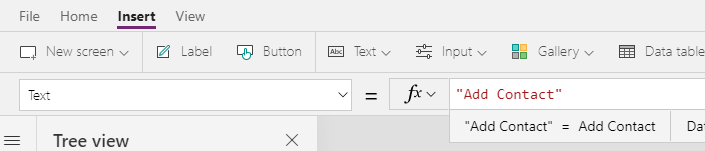 File Home Insert View
New screen Label Button Abc Text Input Gallery Data table
Text = fx "Add Contact"
"Add Contact" = Add Contact
Tree view